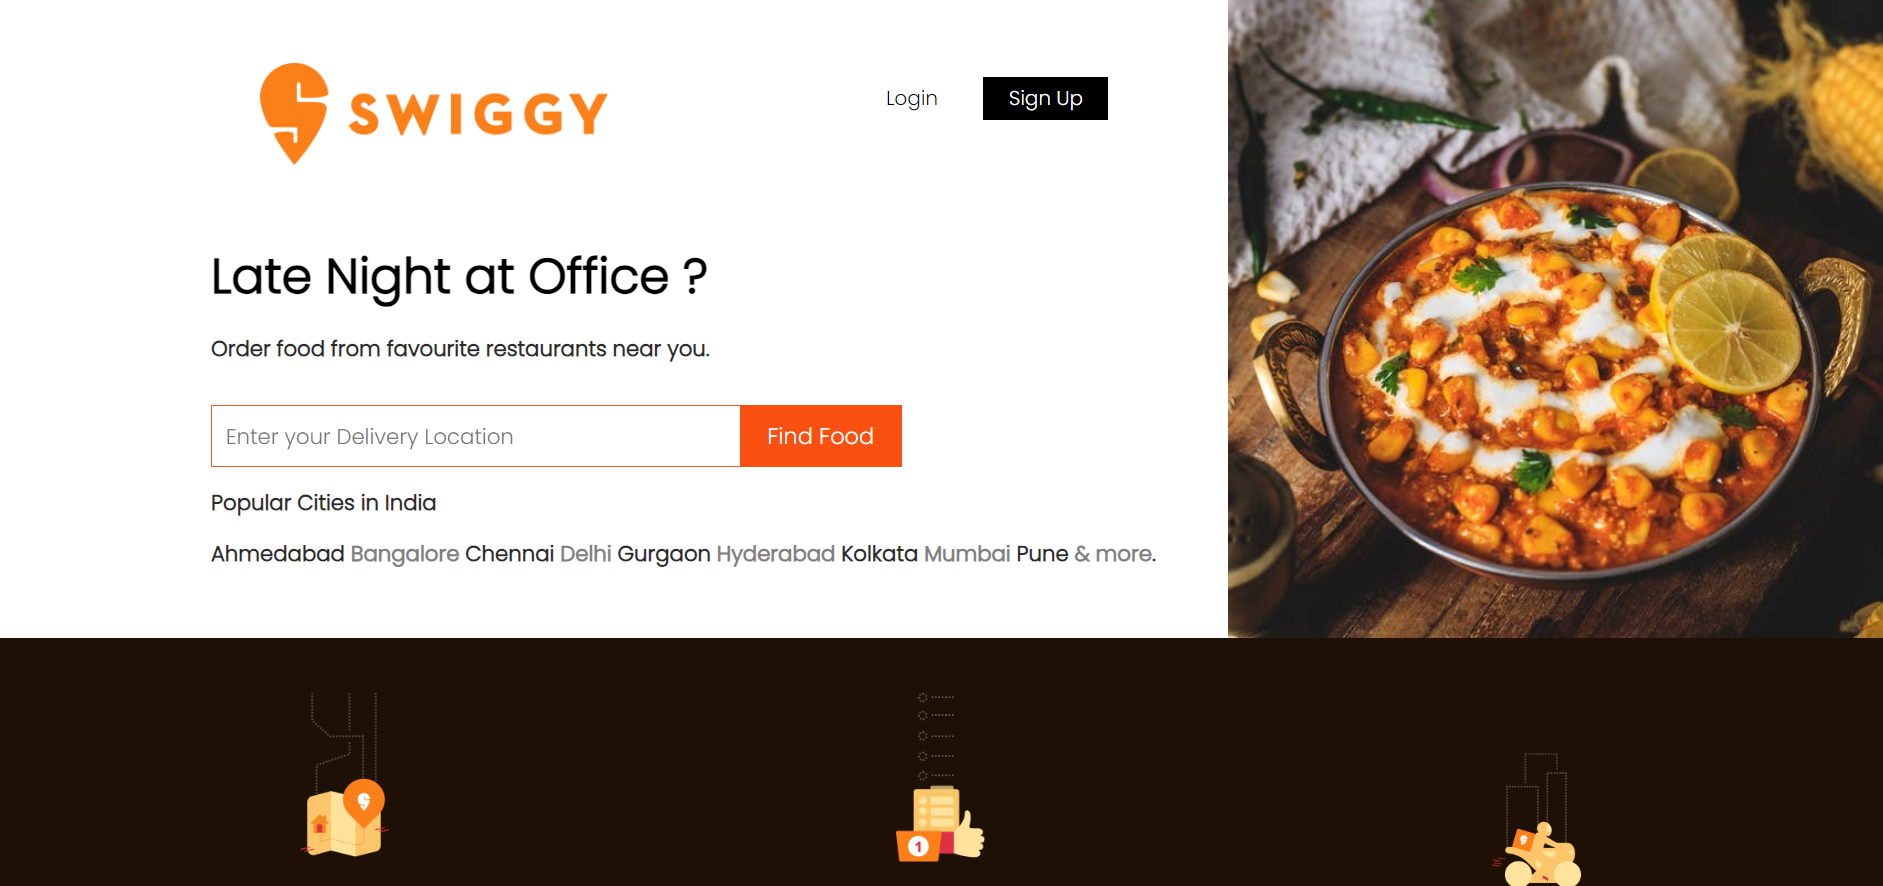 SWIGGY
Login
Sign Up
Late Night at Office ?
Order food from favourite restaurants near you.
Enter your Delivery Location
Find Food
Popular Cities in India
Ahmedabad Bangalore Chennai Delhi Gurgaon Hyderabad Kolkata Mumbai Pune & more.
1